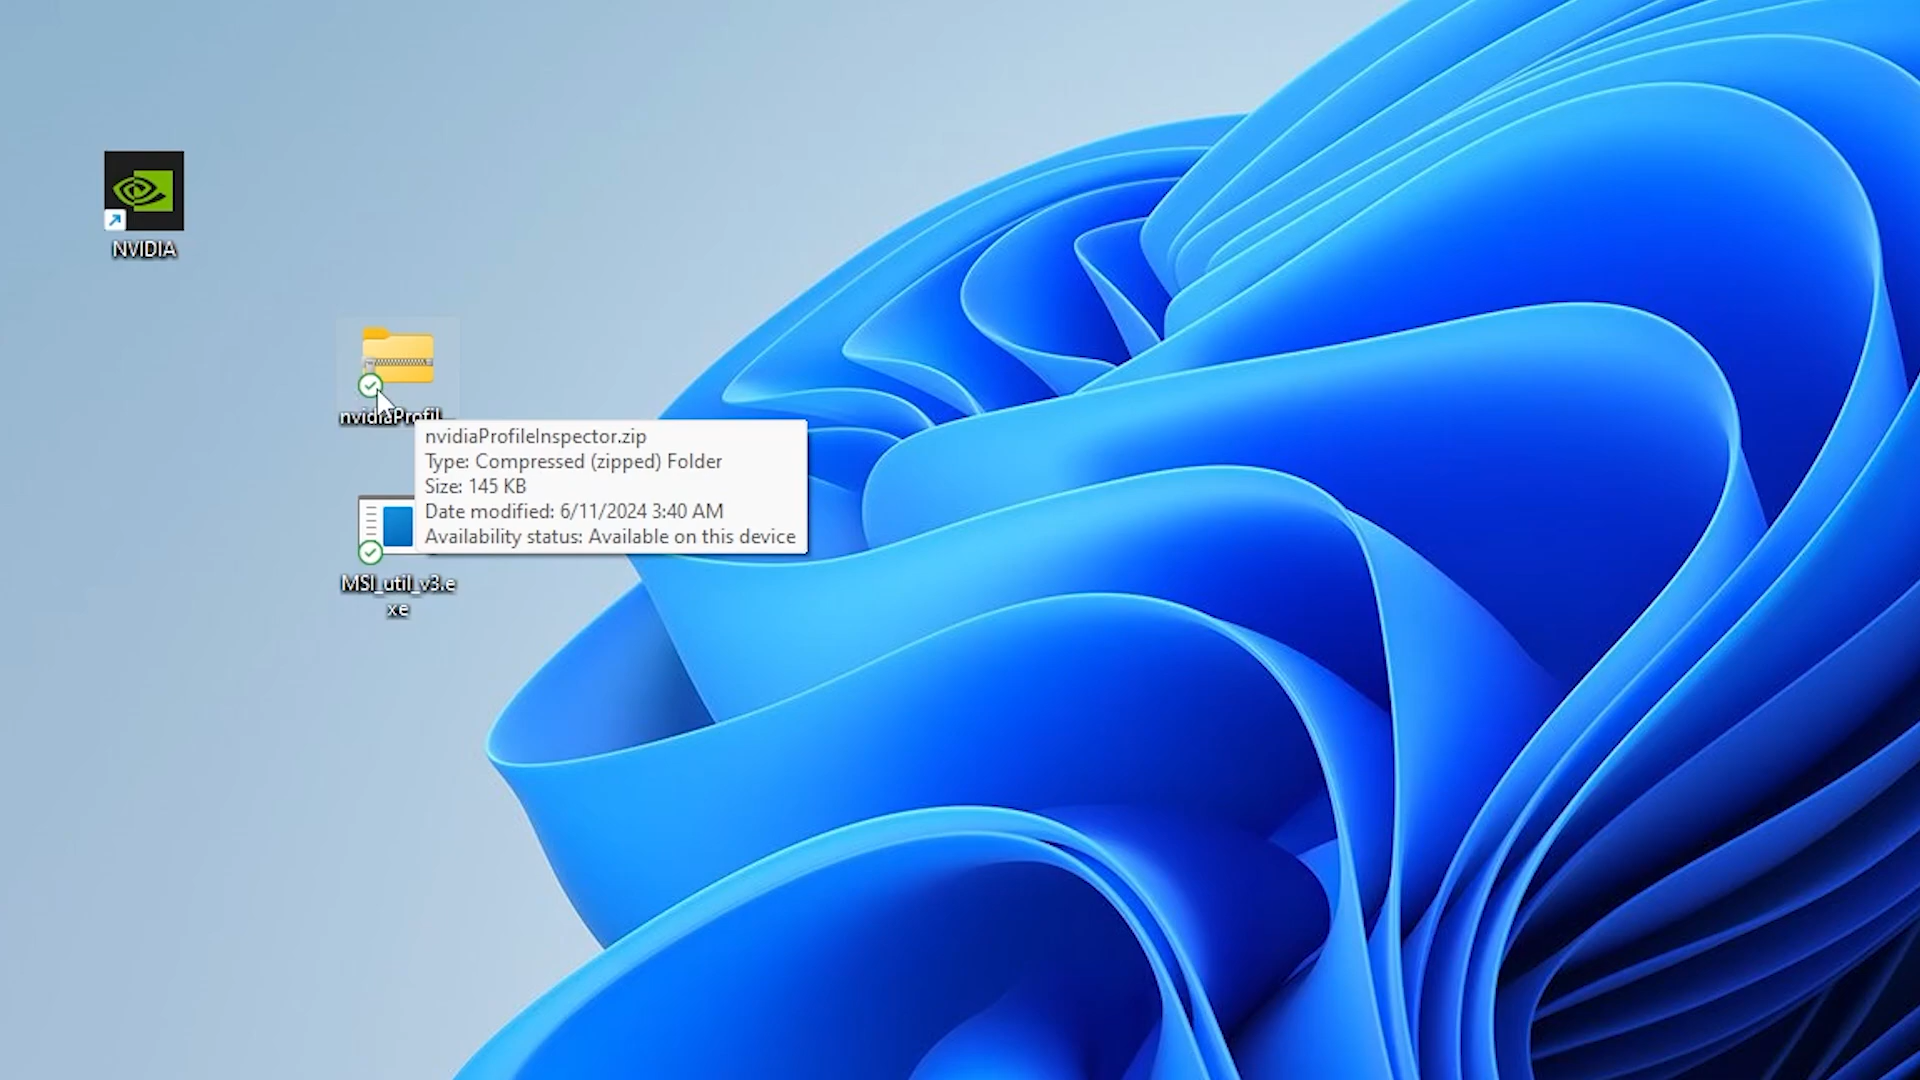 NVIDIA
nvidiaProfil...
nvidiaProfileInspector.zip
Type: Compressed (zipped) Folder
Size: 145 KB
Date modified: 6/11/2024 3:40 AM
Availability status: Available on this device
MSI_util_v3.e
xe